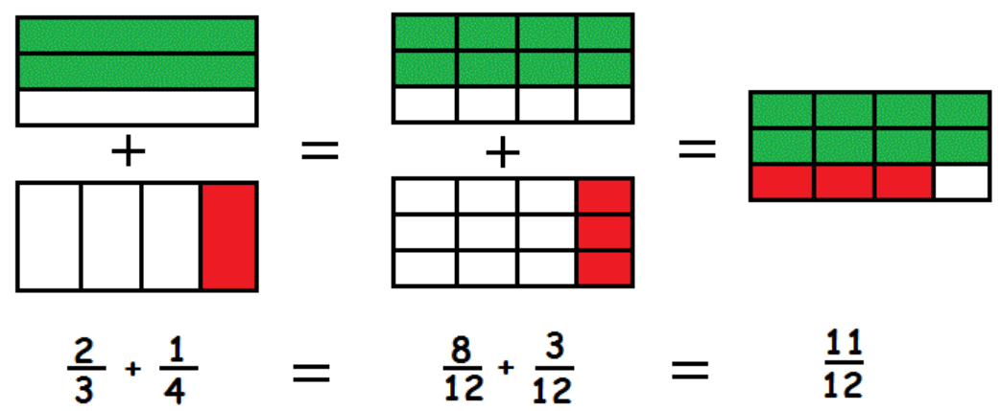 + = + =
2/3 + 1/4 = 8/12 + 3/12 = 11/12